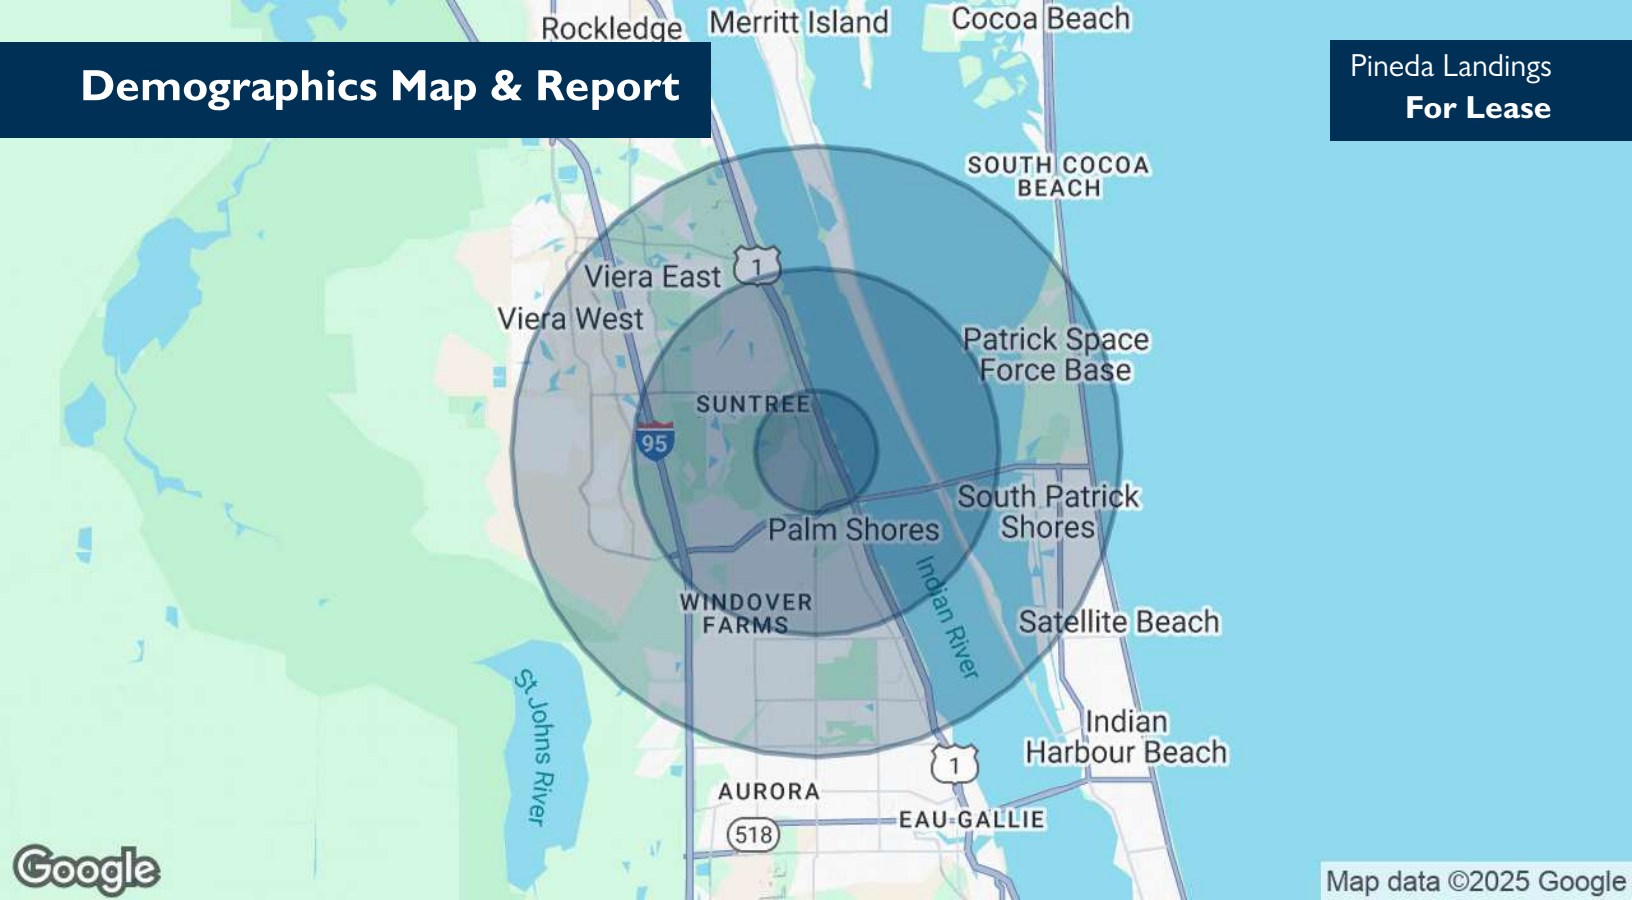 Rockledge
Merritt Island
Cocoa Beach
Demographics Map & Report
Pineda Landings
For Lease
SOUTH COCOA
BEACH
1
Viera East
Viera West
Patrick Space
Force Base
SUNTREE
95
South Patrick
Shores
Palm Shores
Indian River
WINDOVER
FARMS
Satellite Beach
St Johns River
Indian
Harbour Beach
1
AURORA
518
EAU GALLIE
Google
Map data ©2025 Google